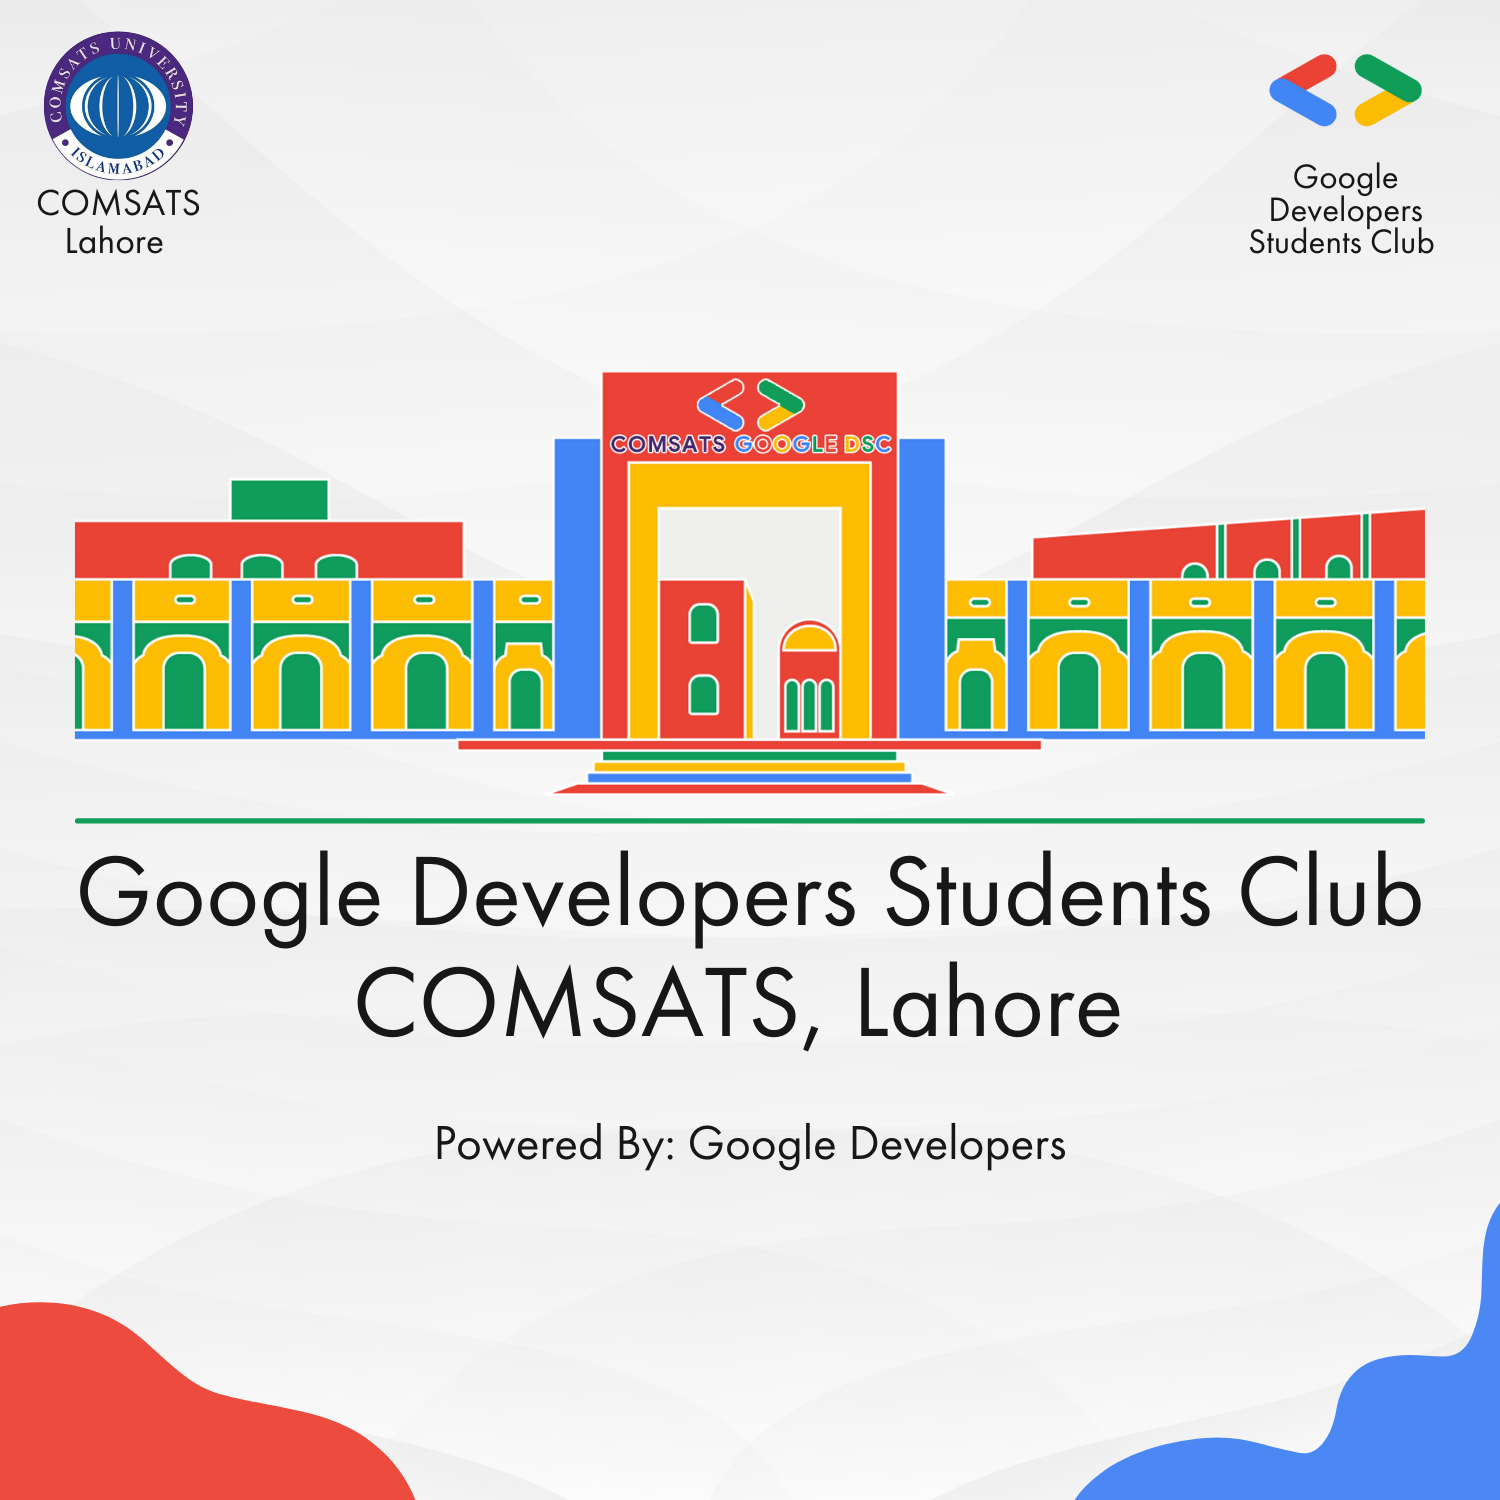 COMSATS UNIVERSITY
ISLAMABAD
COMSATS
Lahore
Google
Developers
Students Club
COMSATS GOOGLE DSC
Google Developers Students Club
COMSATS, Lahore
Powered By: Google Developers